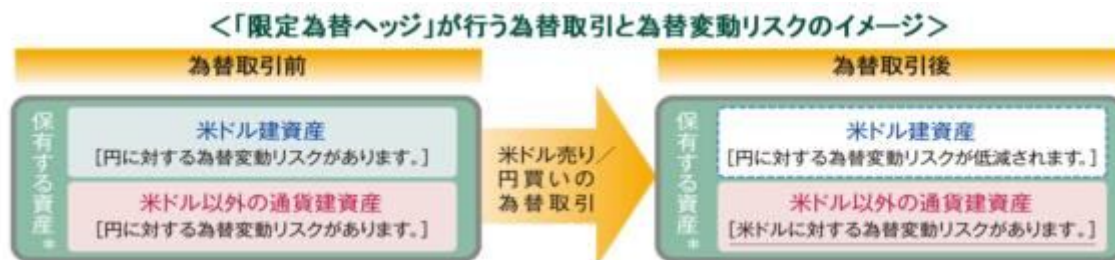 ＜「限定為替ヘッジ」が行う為替取引と為替変動リスクのイメージ＞
為替取引前
為替取引後
保有する資産＊
米ドル建資産
［円に対する為替変動リスクがあります。］
米ドル以外の通貨建資産
［円に対する為替変動リスクがあります。］
米ドル売り／
円買いの
為替取引
保有する資産＊
米ドル建資産
［円に対する為替変動リスクが低減されます。］
米ドル以外の通貨建資産
［米ドルに対する為替変動リスクがあります。］